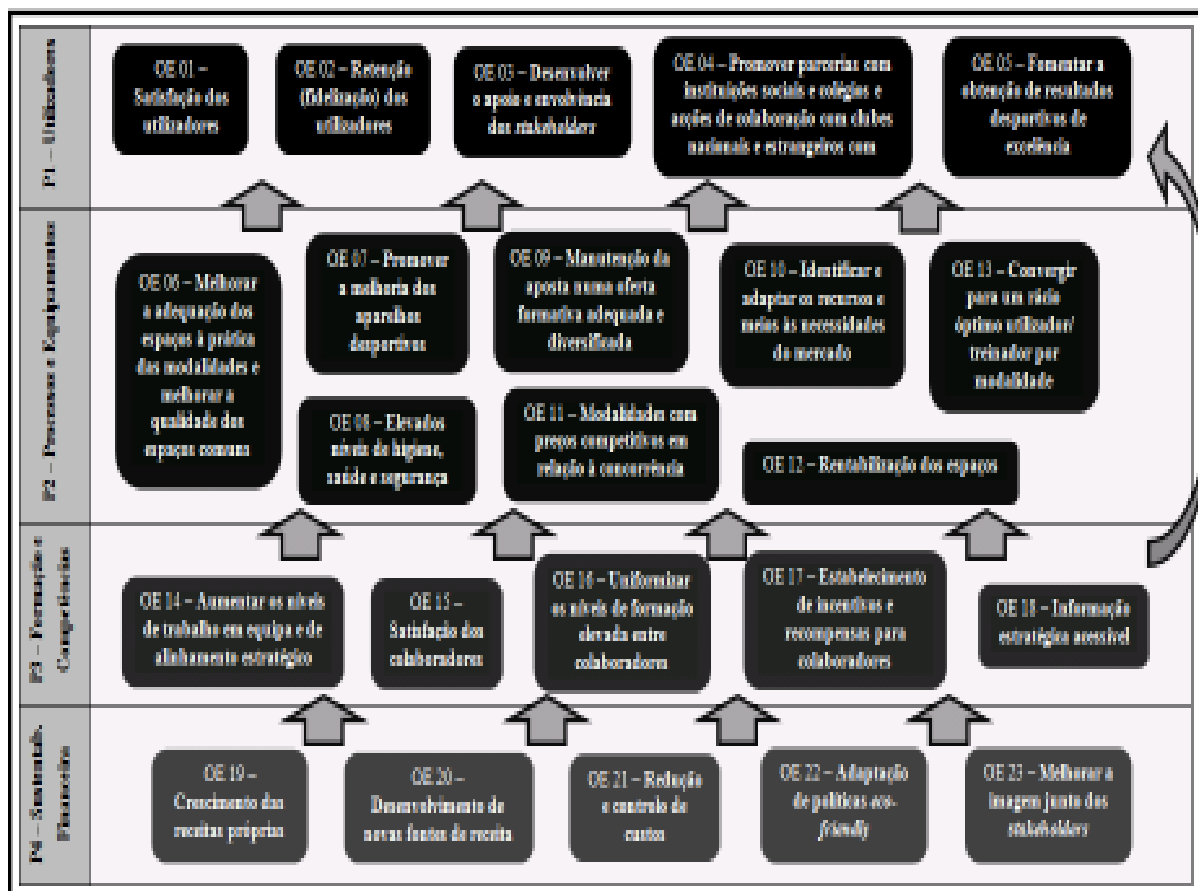 P1 – Utilizadores
OE 01 –
Satisfação dos
utilizadores
OE 02 – Retenção
(fidelização) dos
utilizadores
OE 03 – Desenvolver
o apoio e envolvência
dos stakeholders
OE 04 – Promover parcerias com
instituições sociais e colégios e
acções de colaboração com clubes
nacionais e estrangeiros com
OE 05 – Fomentar a
obtenção de resultados
desportivos de
excelência
P2 – Processos e Equipamentos
OE 06 – Melhorar
a adequação dos
espaços à prática
das modalidades e
melhorar a
qualidade dos
espaços comuns
OE 07 – Promover
a melhoria dos
aparelhos
desportivos
OE 08 – Elevados
níveis de higiene,
saúde e segurança
OE 09 – Manutenção da
aposta numa oferta
formativa adequada e
diversificada
OE 11 – Modalidades com
preços competitivos em
relação à concorrência
OE 10 – Identificar e
adaptar os recursos e
meios às necessidades
do mercado
OE 13 – Convergir
para um rácio
óptimo utilizador/
treinador por
modalidade
OE 12 – Rentabilização dos espaços
P3 – Formação e
Competências
OE 14 – Aumentar os níveis
de trabalho em equipa e de
alinhamento estratégico
OE 15 –
Satisfação dos
colaboradores
OE 16 – Uniformizar
os níveis de formação
elevada entre
colaboradores
OE 17 – Estabelecimento
de incentivos e
recompensas para
colaboradores
OE 18 – Informação
estratégica acessível
P4 – Sustentab.
Financeira
OE 19 –
Crescimento das
receitas próprias
OE 20 –
Desenvolvimento de
novas fontes de receita
OE 21 – Redução
e controlo de
custos
OE 22 – Adaptação
de políticas eco-
friendly
OE 23 – Melhorar a
imagem junto dos
stakeholders